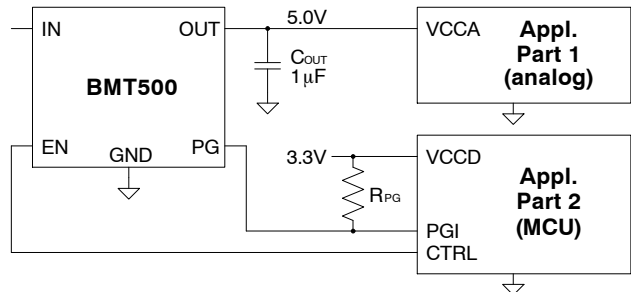 IN
OUT
BMT500
EN
GND
PG
5.0V
COUT
1μF
VCCA
Appl.
Part 1
(analog)
3.3V
RPG
VCCD
PGI
CTRL
Appl.
Part 2
(MCU)